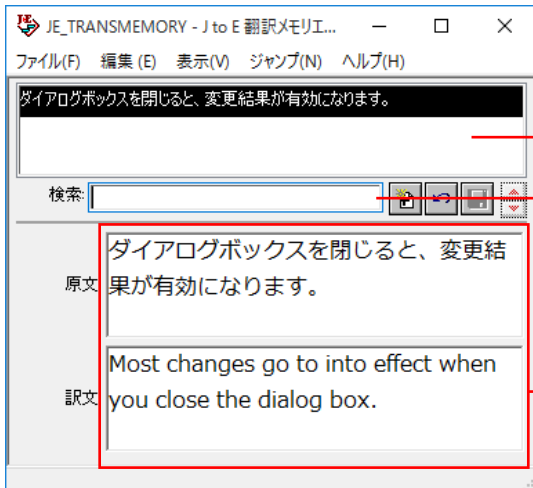 JE_TRANSMEMORY - J to E 翻訳メモリエ...
ファイル(F) 編集(E) 表示(V) ジャンプ(N) ヘルプ(H)
ダイアログボックスを閉じると、変更結果が有効になります。
検索:
原文
ダイアログボックスを閉じると、変更結
果が有効になります。
訳文
Most changes go to into effect when
you close the dialog box.